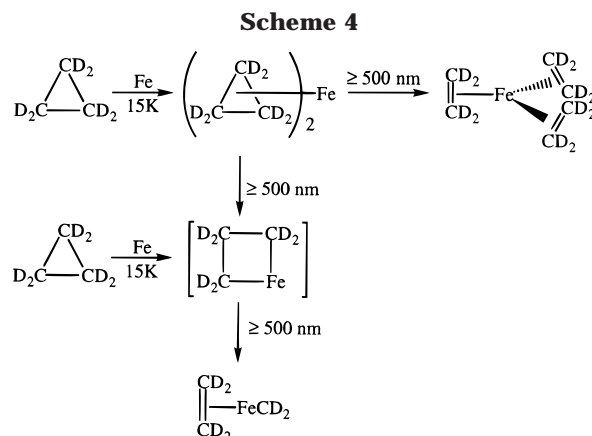 Scheme 4
CD2
D2C CD2
Fe
15K
CD2
D2C CD2
2
Fe
≥ 500 nm
CD2
CD2
Fe
CD2
CD2
CD2
CD2
≥ 500 nm
CD2
D2C CD2
Fe
15K
D2C CD2
D2C Fe
≥ 500 nm
CD2
FeCD2
CD2